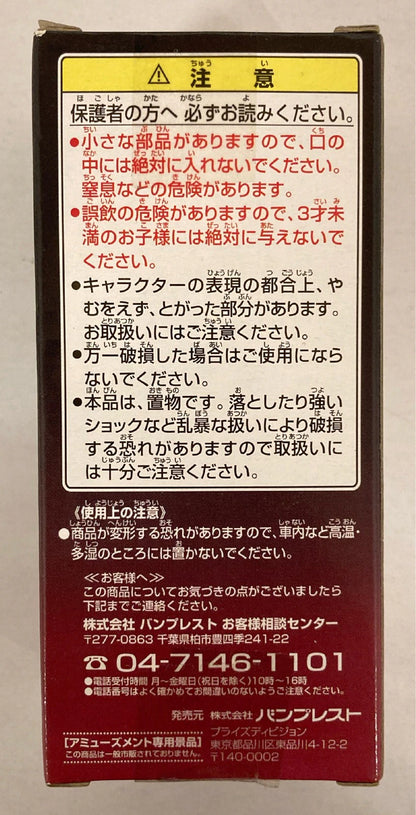 ⚠ 注意
保護者の方へ 必ずお読みください。
●小さな部品がありますので、口の
中には絶対に入れないでください。
窒息などの危険があります。
●誤飲の危険がありますので、3才未
満のお子様には絶対に与えないで
ください。
●キャラクターの表現の都合上、や
むをえず、とがった部分があります。
お取扱いにはご注意ください。
●万一破損した場合はご使用になら
ないでください。
●本品は、置物です。落としたり強い
ショックなど乱暴な扱いにより破損
する恐れがありますので取扱いに
は十分ご注意ください。
《使用上の注意》
●商品が変形する恐れがありますので、車内など高温・
多湿のところには置かないでください。
≪お客様へ≫
この商品についてお気づきの点がございましたら
下記までご連絡ください。
株式会社 バンプレスト お客様相談センター
〒277-0863 千葉県柏市豊四季241-22
☎ 04-7146-1101
●電話受付時間 月～金曜日(祝日を除く)10時～16時
●電話番号はよく確かめてお間違いのないようご注意ください。
発売元 株式会社 バンプレスト
プライズディビジョン
東京都品川区東品川4-12-2
〒140-0002
[アミューズメント専用景品]
この商品は一般市販されておりません。